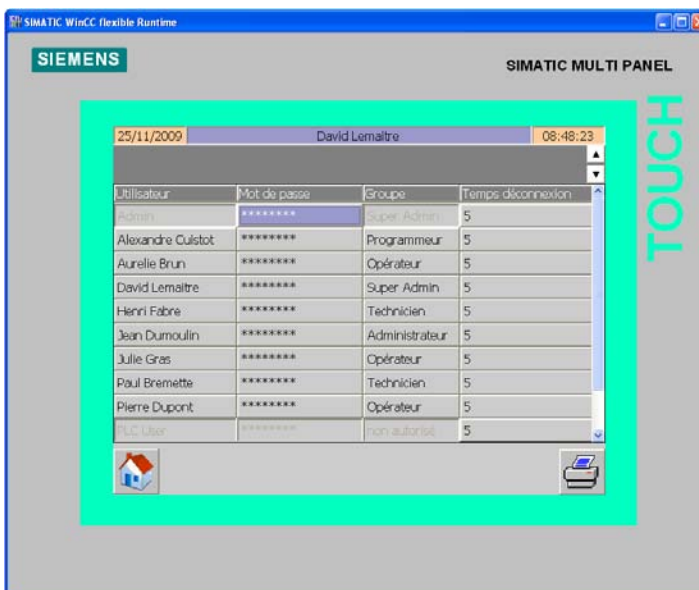 SIMATIC WinCC flexible Runtime
SIEMENS
SIMATIC MULTI PANEL
TOUCH
25/11/2009 David Lemaitre 08:48:23
Utilisateur Mot de passe Groupe Temps déconnexion
Admin ******** Super Admin 5
Alexandre Cuistot ******** Programmeur 5
Aurelie Brun ******** Opérateur 5
David Lemaitre ******** Super Admin 5
Henri Fabre ******** Technicien 5
Jean Dumoulin ******** Administrateur 5
Julie Gras ******** Opérateur 5
Paul Bremette ******** Technicien 5
Pierre Dupont ******** Opérateur 5
PLC User ******** non autorisé 5